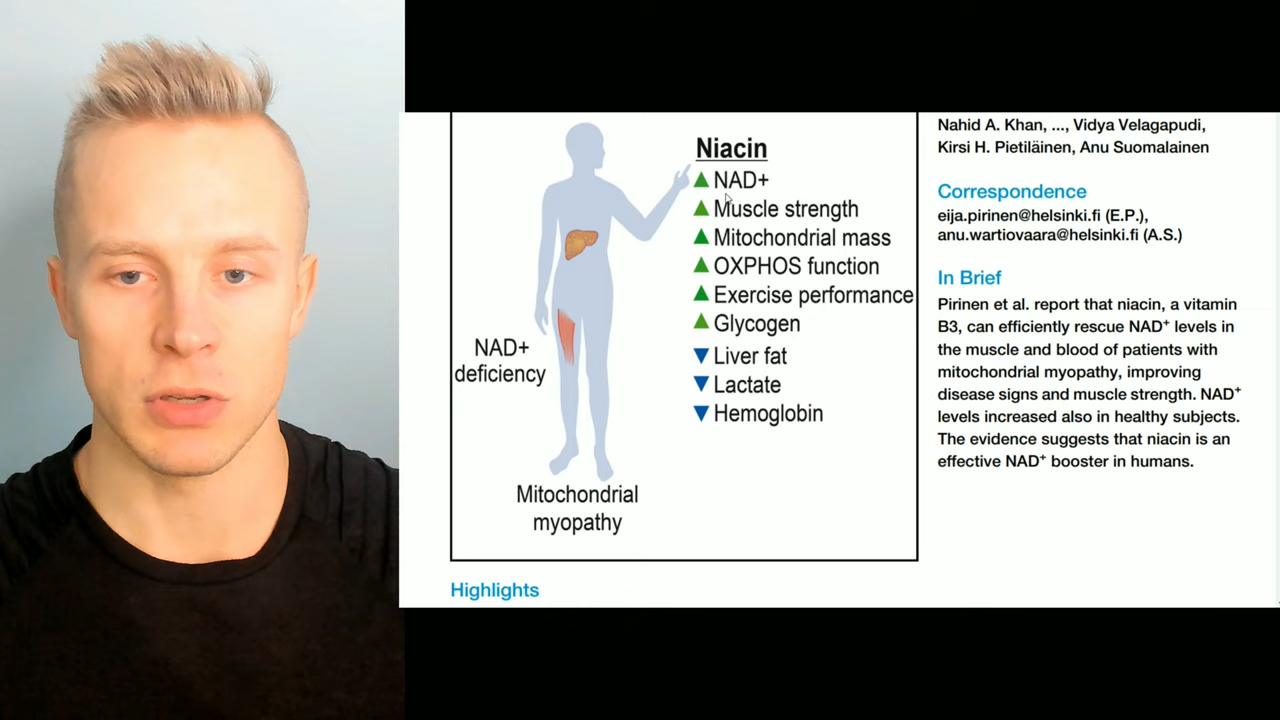 Niacin
NAD+
Muscle strength
Mitochondrial mass
OXPHOS function
Exercise performance
Glycogen
Liver fat
Lactate
Hemoglobin
NAD+
deficiency
Mitochondrial
myopathy
Highlights
Nahid A. Khan, ..., Vidya Velagapudi,
Kirsi H. Pietiläinen, Anu Suomalainen
Correspondence
eija.pirinen@helsinki.fi (E.P.),
anu.wartiovaara@helsinki.fi (A.S.)
In Brief
Pirinen et al. report that niacin, a vitamin
B3, can efficiently rescue NAD⁺ levels in
the muscle and blood of patients with
mitochondrial myopathy, improving
disease signs and muscle strength. NAD⁺
levels increased also in healthy subjects.
The evidence suggests that niacin is an
effective NAD⁺ booster in humans.